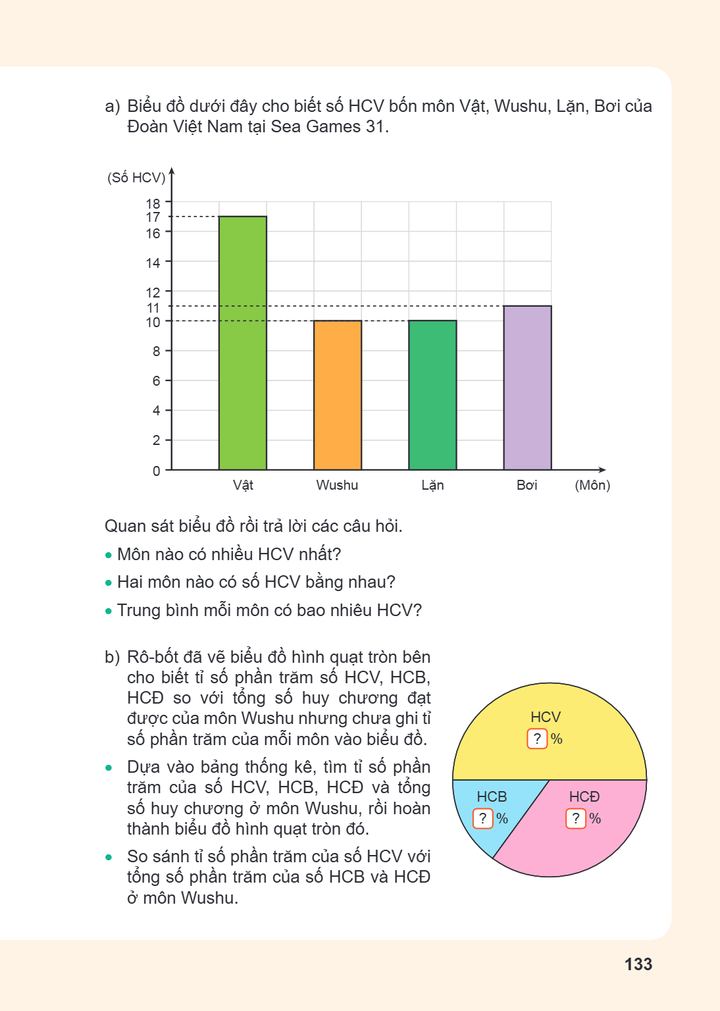 a) Biểu đồ dưới đây cho biết số HCV bốn môn Vật, Wushu, Lặn, Bơi của
Đoàn Việt Nam tại Sea Games 31.
(Số HCV)
18
17
16
14
12
11
10
8
6
4
2
0
Vật
Wushu
Lặn
Bơi
(Môn)
Quan sát biểu đồ rồi trả lời các câu hỏi.
• Môn nào có nhiều HCV nhất?
• Hai môn nào có số HCV bằng nhau?
• Trung bình mỗi môn có bao nhiêu HCV?
b) Rô-bốt đã vẽ biểu đồ hình quạt tròn bên
cho biết tỉ số phần trăm số HCV, HCB,
HCĐ so với tổng số huy chương đạt
được của môn Wushu nhưng chưa ghi tỉ
số phần trăm của mỗi môn vào biểu đồ.
• Dựa vào bảng thống kê, tìm tỉ số phần
trăm của số HCV, HCB, HCĐ và tổng
số huy chương ở môn Wushu, rồi hoàn
thành biểu đồ hình quạt tròn đó.
• So sánh tỉ số phần trăm của số HCV với
tổng số phần trăm của số HCB và HCĐ
ở môn Wushu.
HCV
? %
HCB
? %
HCĐ
? %
133